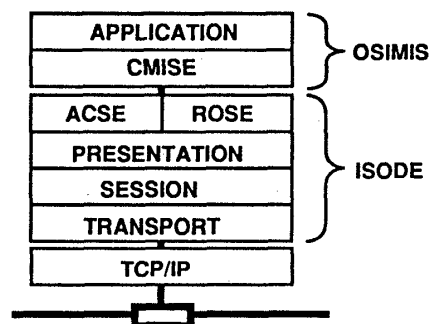 APPLICATION
CMISE
OSIMIS
ACSE ROSE
PRESENTATION
SESSION
TRANSPORT
ISODE
TCP/IP